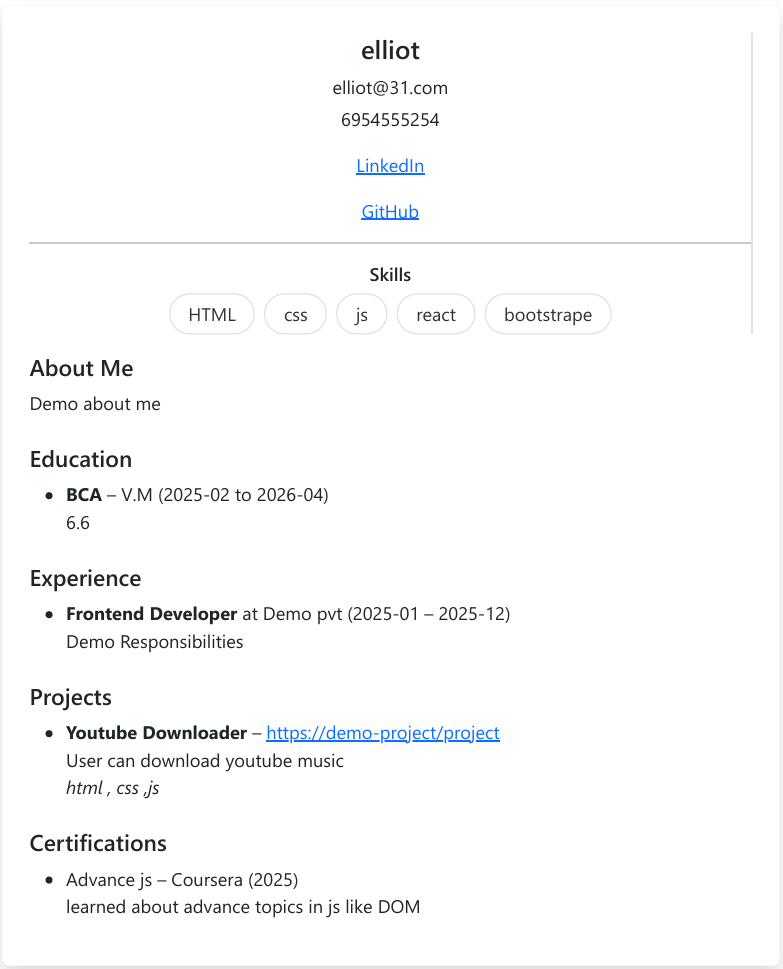 elliot
elliot@31.com
6954555254
LinkedIn
GitHub
Skills
HTML css js react bootstrape
About Me
Demo about me
Education
• BCA – V.M (2025-02 to 2026-04)
6.6
Experience
• Frontend Developer at Demo pvt (2025-01 – 2025-12)
Demo Responsibilities
Projects
• Youtube Downloader – https://demo-project/project
User can download youtube music
html , css ,js
Certifications
• Advance js – Coursera (2025)
learned about advance topics in js like DOM